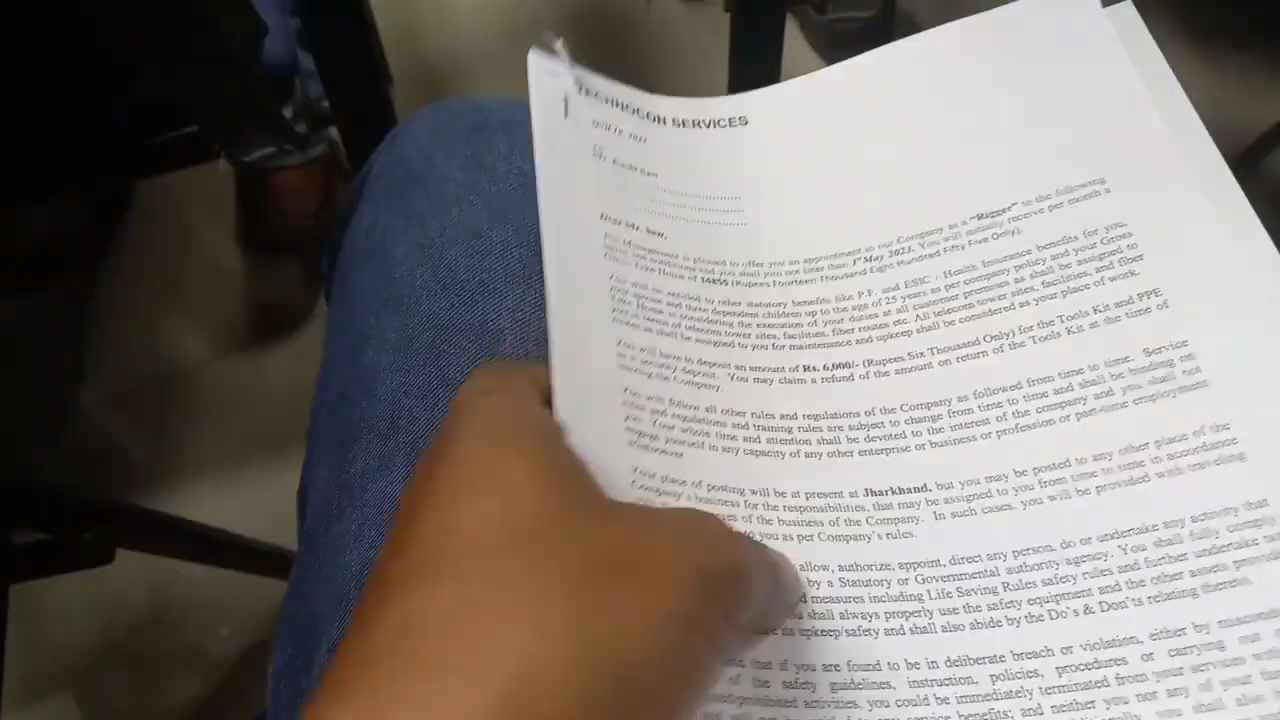 TECHNOCON SERVICES
Dear Mr. Saw,
The Management is pleased to offer you an appointment in our Company as a "Rigger" to the following
terms and conditions and you shall join not later than 1st May 2023. You will initially receive per month a
Take Home of 14855 (Rupees Fourteen Thousand Eight Hundred Fifty Five Only).
You will be entitled to other statutory benefits like P.F. and ESIC / Health Insurance benefits for you,
your spouse and three dependent children up to the age of 25 years as per company policy and your Gross
Take Home is considering the execution of your duties at all customer premises as shall be assigned to
you in terms of telecom tower sites, facilities, fiber routes etc. All telecom tower sites, facilities, and fiber
routes as shall be assigned to you for maintenance and upkeep shall be considered as your place of work.
You will have to deposit an amount of Rs. 6,000/- (Rupees Six Thousand Only) for the Tools Kit and PPE
as a security deposit. You may claim a refund of the amount on return of the Tools Kit at the time of
leaving the Company.
You will follow all other rules and regulations of the Company as followed from time to time. Service
rules and regulations and training rules are subject to change from time to time and shall be binding on
you. Your whole time and attention shall be devoted to the interest of the company and you shall not
engage yourself in any capacity of any other enterprise or business or profession or part-time employment
Your place of posting will be at present at Jharkhand, but you may be posted to any other place of the
Company's business for the responsibilities, that may be assigned to you from time to time in accordance
of the business of the Company. In such cases, you will be provided with traveling
to you as per Company's rules.
allow, authorize, appoint, direct any person, do or undertake any activity that
by a Statutory or Governmental authority agency. You shall fully comply
measures including Life Saving Rules safety rules and further undertake
shall always properly use the safety equipment and the other assets
its upkeep/safety and shall also abide by the Do's & Don'ts relating thereto.
that if you are found to be in deliberate breach or violation, either by
of the safety guidelines, instruction, policies, procedures or carrying out
activities, you could be immediately terminated from your services
service benefits; and neither you nor any of your
you shall